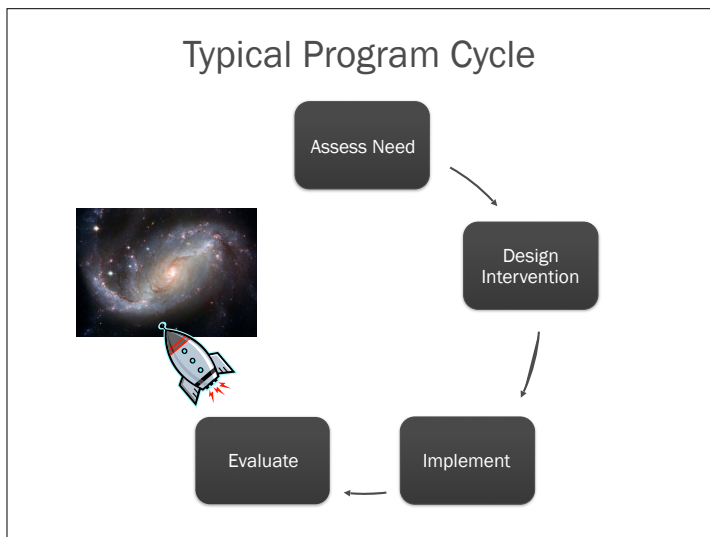 Typical Program Cycle
Assess Need
Design
Intervention
Implement
Evaluate